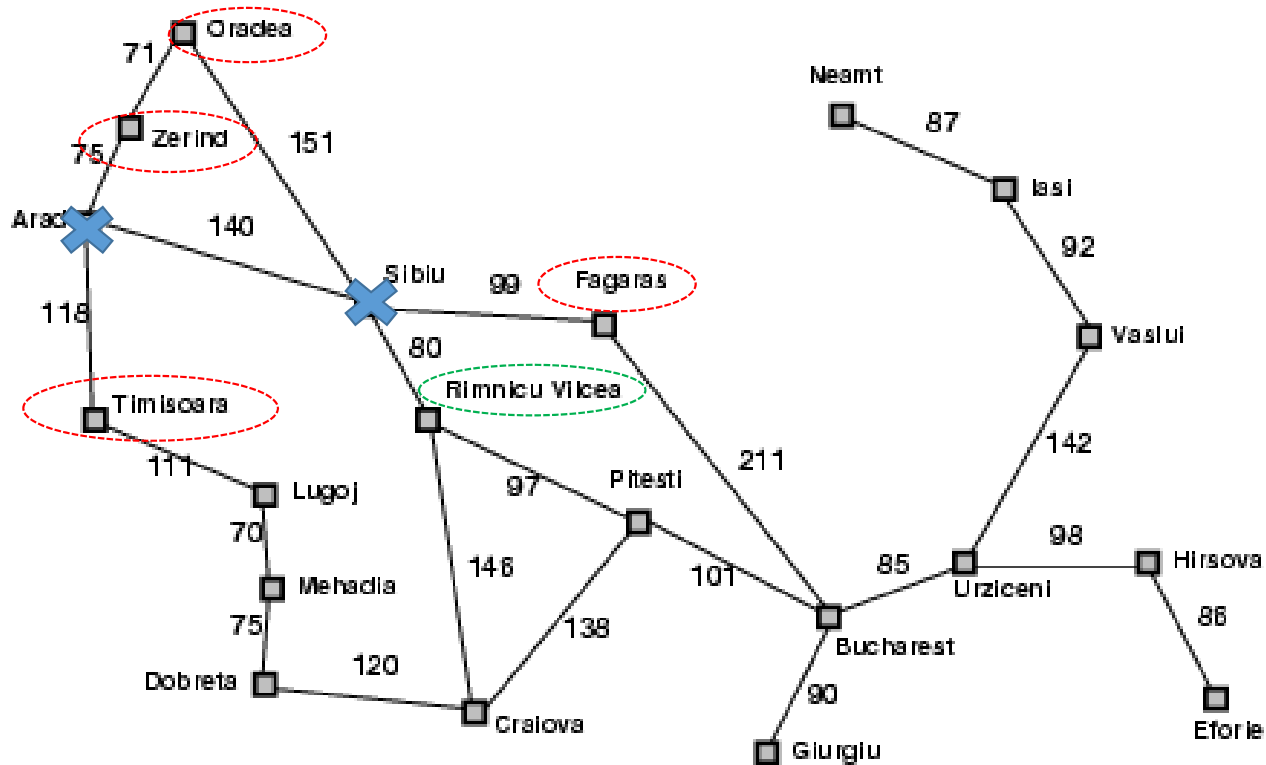 Oradea
71
Neamt
87
Zerind
151
75
Iasi
Arad
140
92
Sibiu
99
Fagaras
118
80
Vaslui
Rimnicu Vilcea
Timisoara
142
111
211
Lugoj
97
Pitesti
70
98
Hirsova
146
101
85
Mehadia
Urziceni
75
138
86
Bucharest
120
Dobreta
90
Craiova
Eforie
Giurgiu